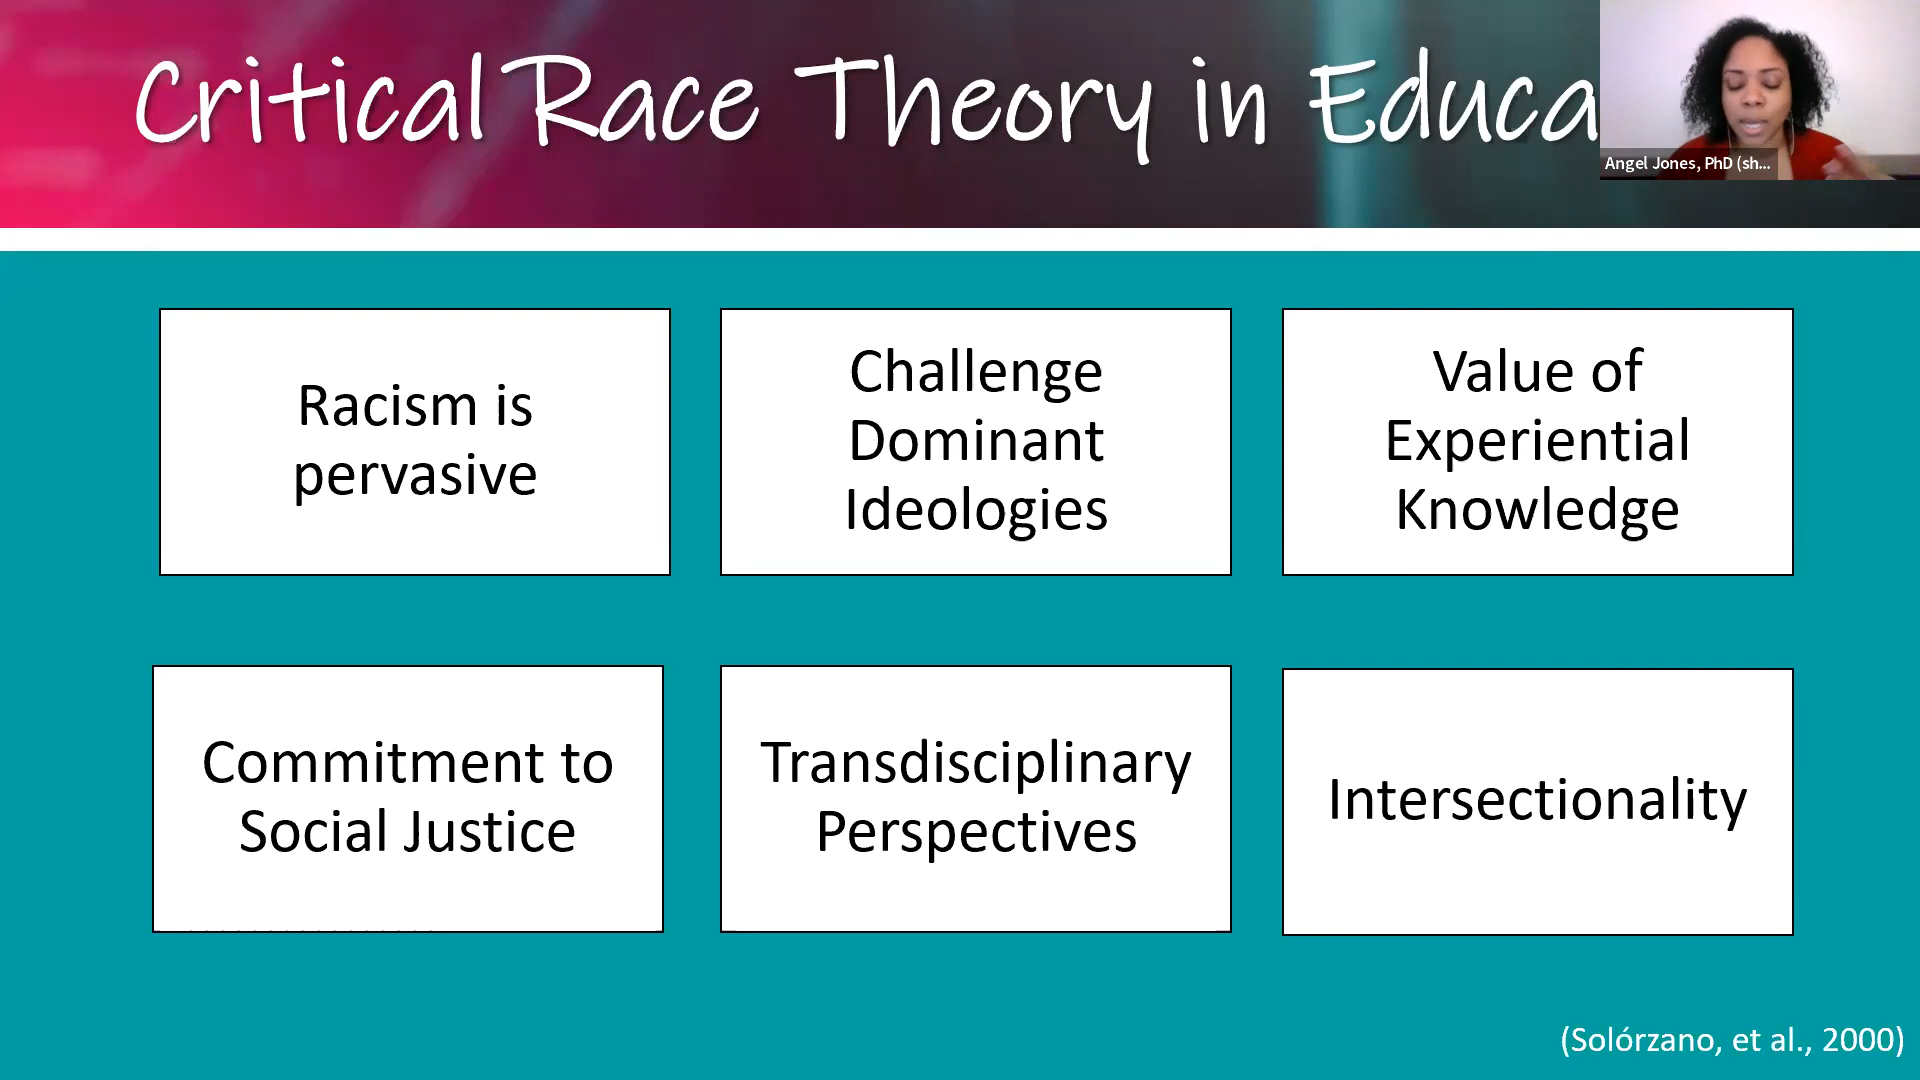 Critical Race Theory in Educa
Angel Jones, PhD (sh...
Racism is
pervasive
Challenge
Dominant
Ideologies
Value of
Experiential
Knowledge
Commitment to
Social Justice
Transdisciplinary
Perspectives
Intersectionality
(Solórzano, et al., 2000)